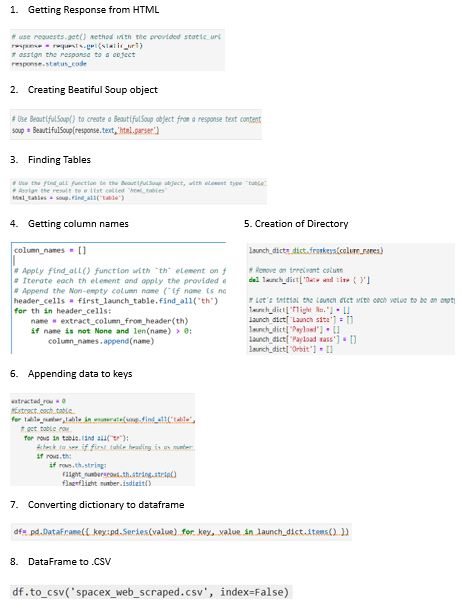 1. Getting Response from HTML
# use requests.get() method with the provided static_url
response = requests.get(static_url)
# assign the response to a object
response.status_code
2. Creating Beatiful Soup object
# Use BeautifulSoup() to create a BeautifulSoup object from a response text content
soup = BeautifulSoup(response.text,'html.parser')
3. Finding Tables
# Use the find_all function in the BeautifulSoup object, with element type `table`
# Assign the result to a list called `html_tables`
html_tables = soup.find_all('table')
4. Getting column names
column_names = []
# Apply find_all() function with `th` element on f
# Iterate each th element and apply the provided e
# Append the Non-empty column name (`if name is no
header_cells = first_launch_table.find_all('th')
for th in header_cells:
name = extract_column_from_header(th)
if name is not None and len(name) > 0:
column_names.append(name)
5. Creation of Directory
launch_dict= dict.fromkeys(column_names)
# Remove an irrelvant column
del launch_dict['Date and time ( )']
# Let's initial the launch_dict with each value to be an empty
launch_dict['Flight No.'] = []
launch_dict['Launch site'] = []
launch_dict['Payload'] = []
launch_dict['Payload mass'] = []
launch_dict['Orbit'] = []
6. Appending data to keys
extracted_row = 0
#Extract each table
for table_number,table in enumerate(soup.find_all('table',
# get table row
for rows in table.find_all("tr"):
#check to see if first table heading is as number
if rows.th:
if rows.th.string:
flight_number=rows.th.string.strip()
flag=flight_number.isdigit()
7. Converting dictionary to dataframe
df= pd.DataFrame({ key:pd.Series(value) for key, value in launch_dict.items() })
8. DataFrame to .CSV
df.to_csv('spacex_web_scraped.csv', index=False)